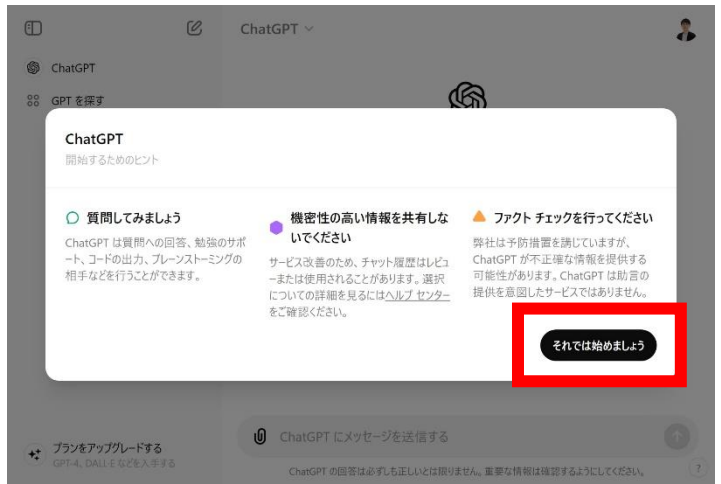 ChatGPT
ChatGPT
GPT を探す
ChatGPT
開始するためのヒント
質問してみましょう
ChatGPT は質問への回答、勉強のサポ
ート、コードの出力、ブレーンストーミングの
相手などを行うことができます。
機密性の高い情報を共有しな
いでください
サービス改善のため、チャット履歴はレビュ
ーまたは使用されることがあります。選択
についての詳細を見るにはヘルプ センター
をご確認ください。
ファクト チェックを行ってください
弊社は予防措置を講じていますが、
ChatGPT が不正確な情報を提供する
可能性があります。ChatGPT は助言の
提供を意図したサービスではありません。
それでは始めましょう
プランをアップグレードする
GPT-4、DALL·E などを入手する
ChatGPT にメッセージを送信する
ChatGPT の回答は必ずしも正しいとは限りません。重要な情報は確認するようにしてください。
?